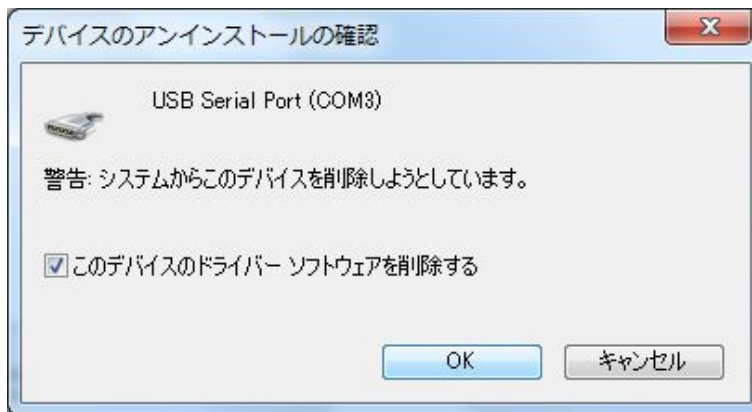 デバイスのアンインストールの確認
USB Serial Port (COM3)
警告: システムからこのデバイスを削除しようとしています。
このデバイスのドライバー ソフトウェアを削除する
OK
キャンセル